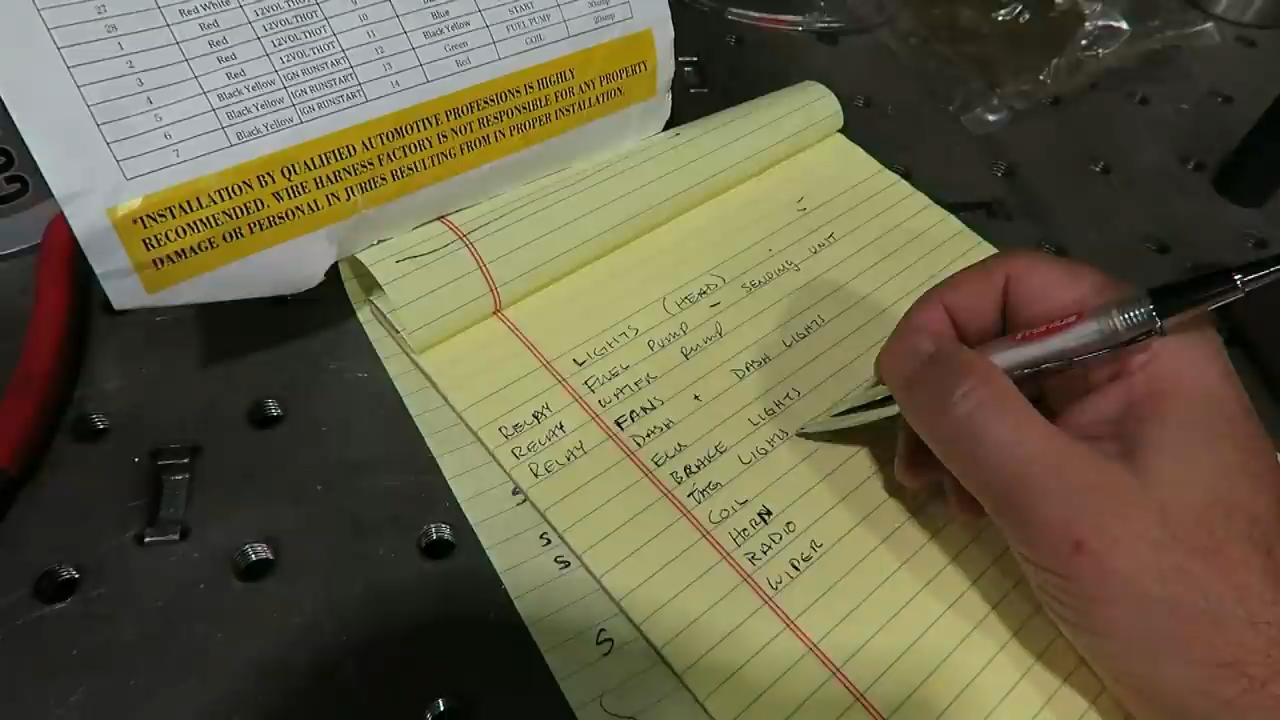 27 Red White 12VOLTHOT
28 Red 12VOLTHOT
1 Red 12VOLTHOT
2 Red 12VOLTHOT
3 Red IGN RUNSTART
4 Black Yellow IGN RUNSTART
5 Black Yellow IGN RUNSTART
6 Black Yellow
7
10 Blue START
11 Black Yellow FUEL PUMP 20amp
12 Green COIL
13 Red
14
*INSTALLATION BY QUALIFIED AUTOMOTIVE PROFESSIONS IS HIGHLY
RECOMMENDED. WIRE HARNESS FACTORY IS NOT RESPONSIBLE FOR ANY PROPERTY
DAMAGE OR PERSONAL IN JURIES RESULTING FROM IN PROPER INSTALLATION.
LIGHTS (HEAD)
FUEL PUMP - SENDING UNIT
RELAY WATER PUMP
RELAY FANS
RELAY DASH + DASH LIGHTS
ECU
BRAKE LIGHTS
TAG LIGHTS
COIL
HORN
RADIO
WIPER
S
S
S
S